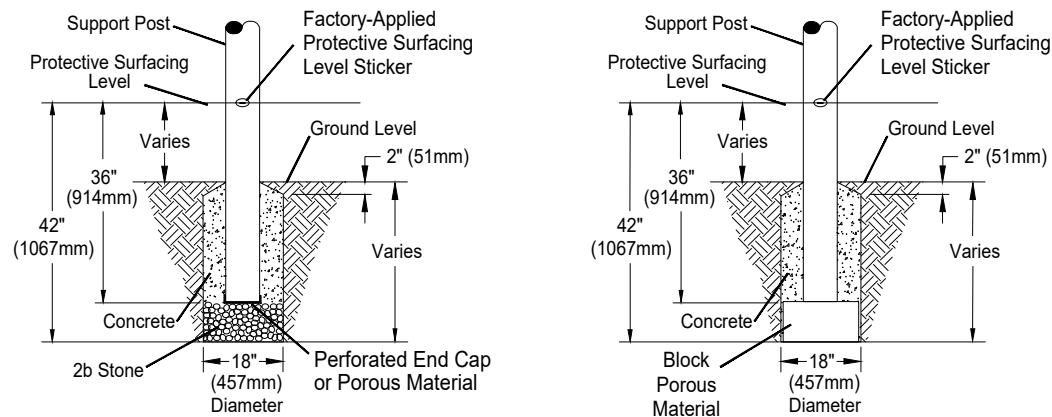 Support Post
Factory-Applied
Protective Surfacing
Level Sticker
Protective Surfacing
Level
Ground Level
Varies
2" (51mm)
36"
(914mm)
42"
(1067mm)
Varies
Concrete
2b Stone
18"
(457mm)
Diameter
Perforated End Cap
or Porous Material
Support Post
Factory-Applied
Protective Surfacing
Level Sticker
Protective Surfacing
Level
Ground Level
Varies
2" (51mm)
36"
(914mm)
42"
(1067mm)
Varies
Concrete
Block
Porous
Material
18"
(457mm)
Diameter